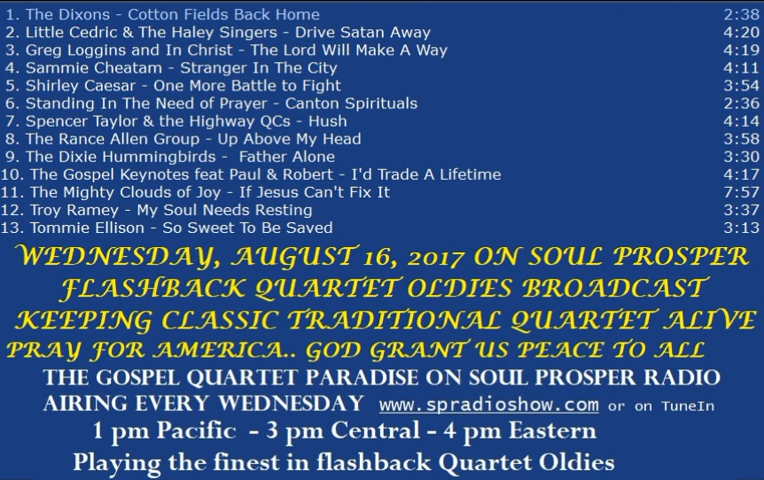 1. The Dixons - Cotton Fields Back Home 2:38
2. Little Cedric & The Haley Singers - Drive Satan Away 4:20
3. Greg Loggins and In Christ - The Lord Will Make A Way 4:19
4. Sammie Cheatam - Stranger In The City 4:11
5. Shirley Caesar - One More Battle to Fight 3:54
6. Standing In The Need of Prayer - Canton Spirituals 2:36
7. Spencer Taylor & the Highway QCs - Hush 4:14
8. The Rance Allen Group - Up Above My Head 3:58
9. The Dixie Hummingbirds - Father Alone 3:30
10. The Gospel Keynotes feat Paul & Robert - I'd Trade A Lifetime 4:17
11. The Mighty Clouds of Joy - If Jesus Can't Fix It 7:57
12. Troy Ramey - My Soul Needs Resting 3:37
13. Tommie Ellison - So Sweet To Be Saved 3:13
WEDNESDAY, AUGUST 16, 2017 ON SOUL PROSPER
FLASHBACK QUARTET OLDIES BROADCAST
KEEPING CLASSIC TRADITIONAL QUARTET ALIVE
PRAY FOR AMERICA.. GOD GRANT US PEACE TO ALL
THE GOSPEL QUARTET PARADISE ON SOUL PROSPER RADIO
AIRING EVERY WEDNESDAY www.spradioshow.com or on TuneIn
1 pm Pacific - 3 pm Central - 4 pm Eastern
Playing the finest in flashback Quartet Oldies